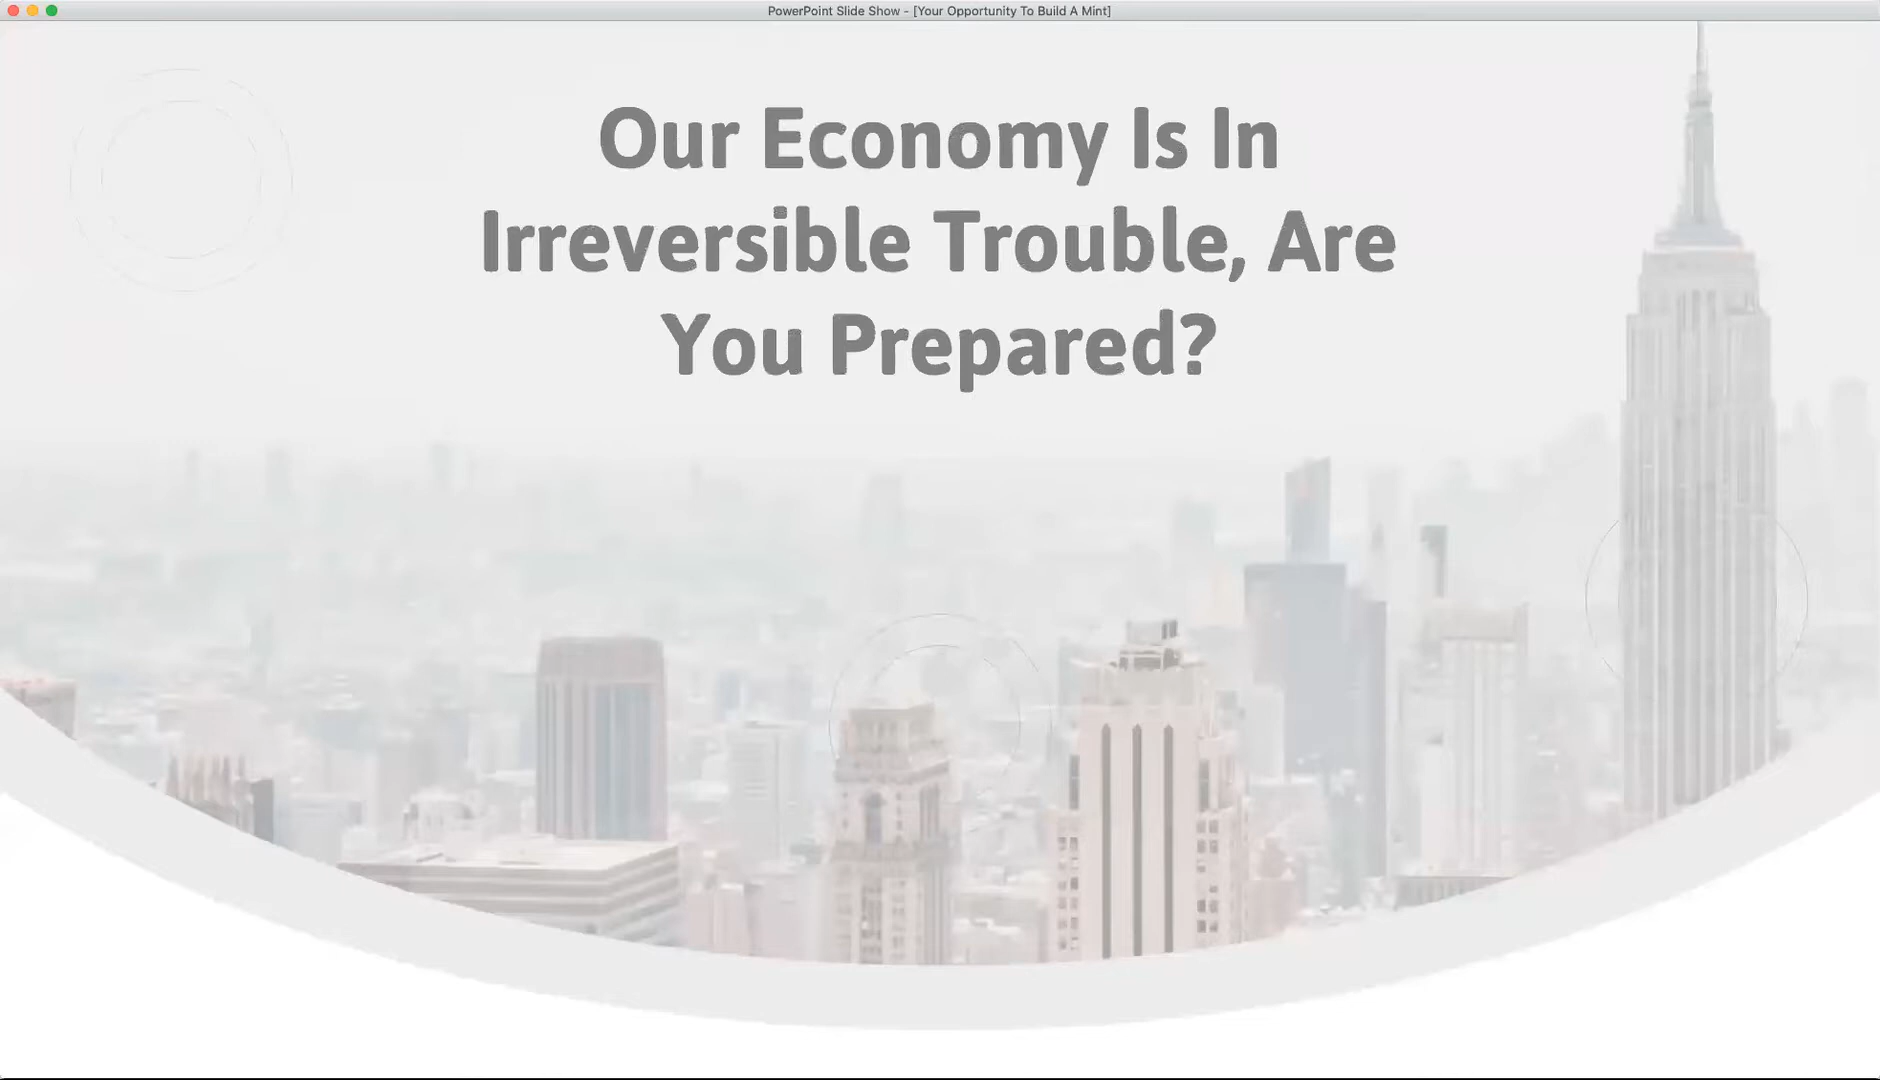 PowerPoint Slide Show - [Your Opportunity To Build A Mint]
Our Economy Is In
Irreversible Trouble, Are
You Prepared?